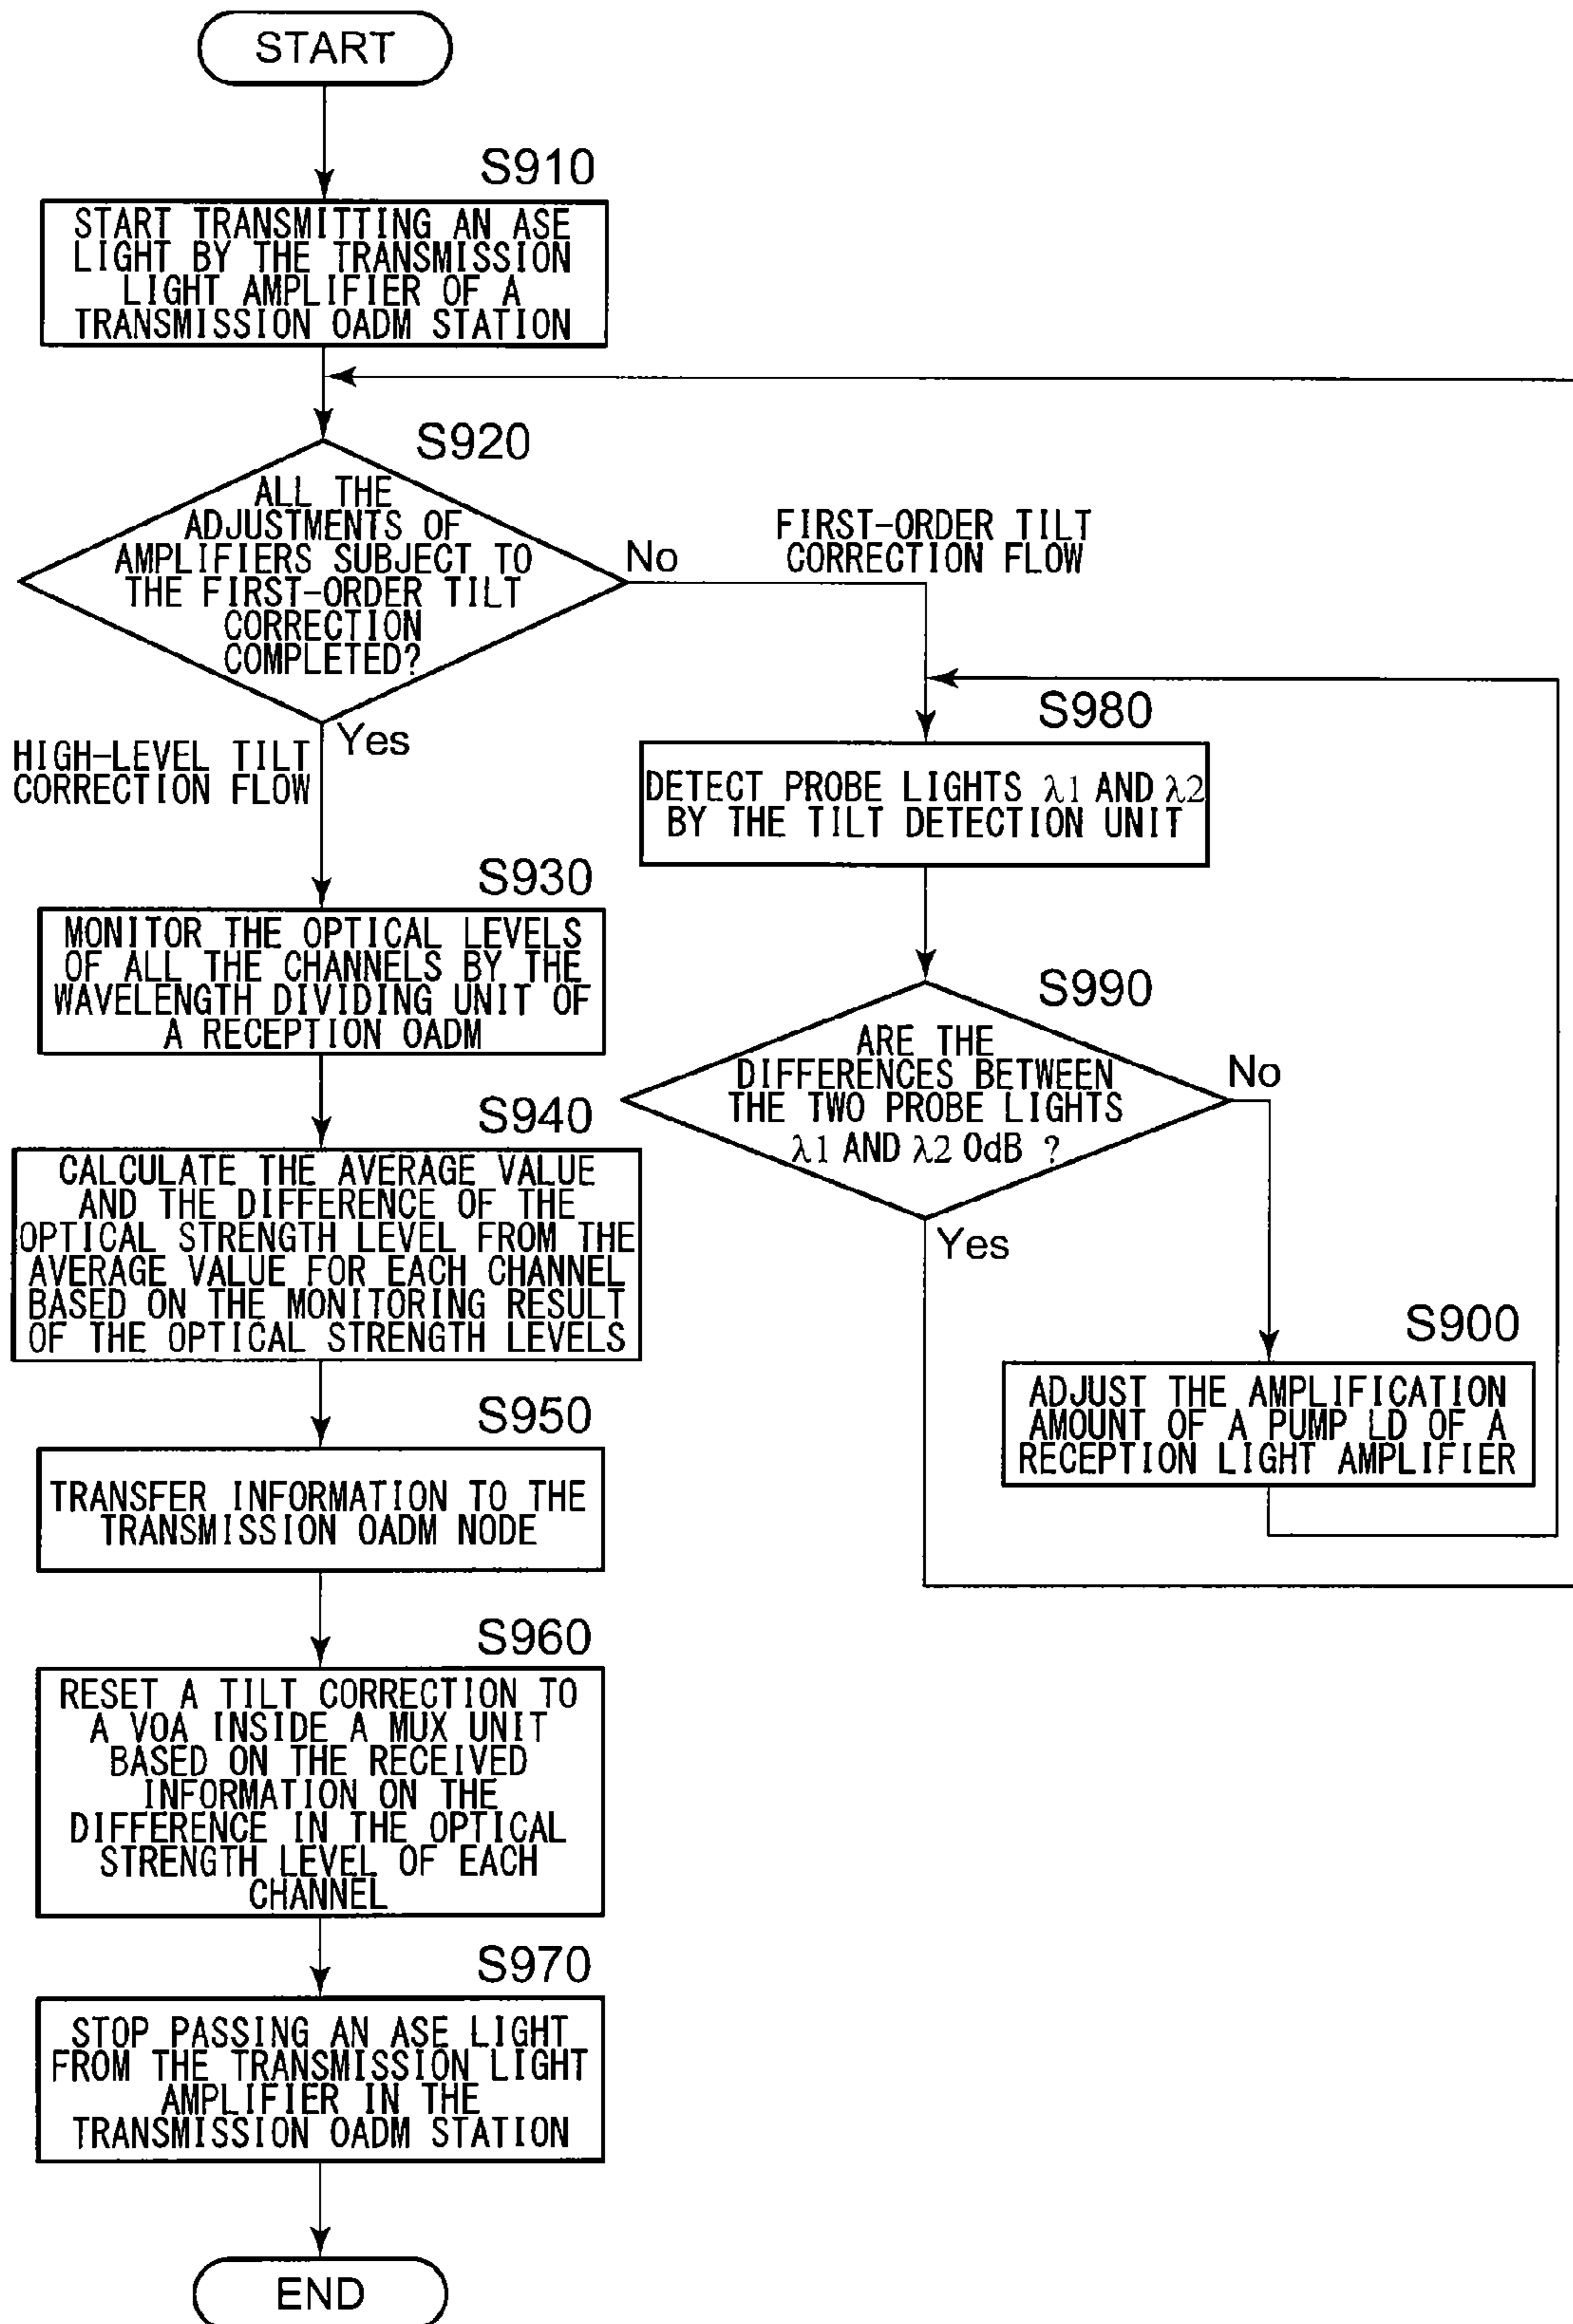 START
S910
START TRANSMITTING AN ASE
LIGHT BY THE TRANSMISSION
LIGHT AMPLIFIER OF A
TRANSMISSION OADM STATION
S920
ALL THE
ADJUSTMENTS OF
AMPLIFIERS SUBJECT TO
THE FIRST-ORDER TILT
CORRECTION
COMPLETED?
No
FIRST-ORDER TILT
CORRECTION FLOW
Yes
HIGH-LEVEL TILT
CORRECTION FLOW
S980
DETECT PROBE LIGHTS λ1 AND λ2
BY THE TILT DETECTION UNIT
S990
ARE THE
DIFFERENCES BETWEEN
THE TWO PROBE LIGHTS
λ1 AND λ2 0dB ?
No
Yes
S900
ADJUST THE AMPLIFICATION
AMOUNT OF A PUMP LD OF A
RECEPTION LIGHT AMPLIFIER
S930
MONITOR THE OPTICAL LEVELS
OF ALL THE CHANNELS BY THE
WAVELENGTH DIVIDING UNIT OF
A RECEPTION OADM
S940
CALCULATE THE AVERAGE VALUE
AND THE DIFFERENCE OF THE
OPTICAL STRENGTH LEVEL FROM THE
AVERAGE VALUE FOR EACH CHANNEL
BASED ON THE MONITORING RESULT
OF THE OPTICAL STRENGTH LEVELS
S950
TRANSFER INFORMATION TO THE
TRANSMISSION OADM NODE
S960
RESET A TILT CORRECTION TO
A VOA INSIDE A MUX UNIT
BASED ON THE RECEIVED
INFORMATION ON THE
DIFFERENCE IN THE OPTICAL
STRENGTH LEVEL OF EACH
CHANNEL
S970
STOP PASSING AN ASE LIGHT
FROM THE TRANSMISSION LIGHT
AMPLIFIER IN THE
TRANSMISSION OADM STATION
END